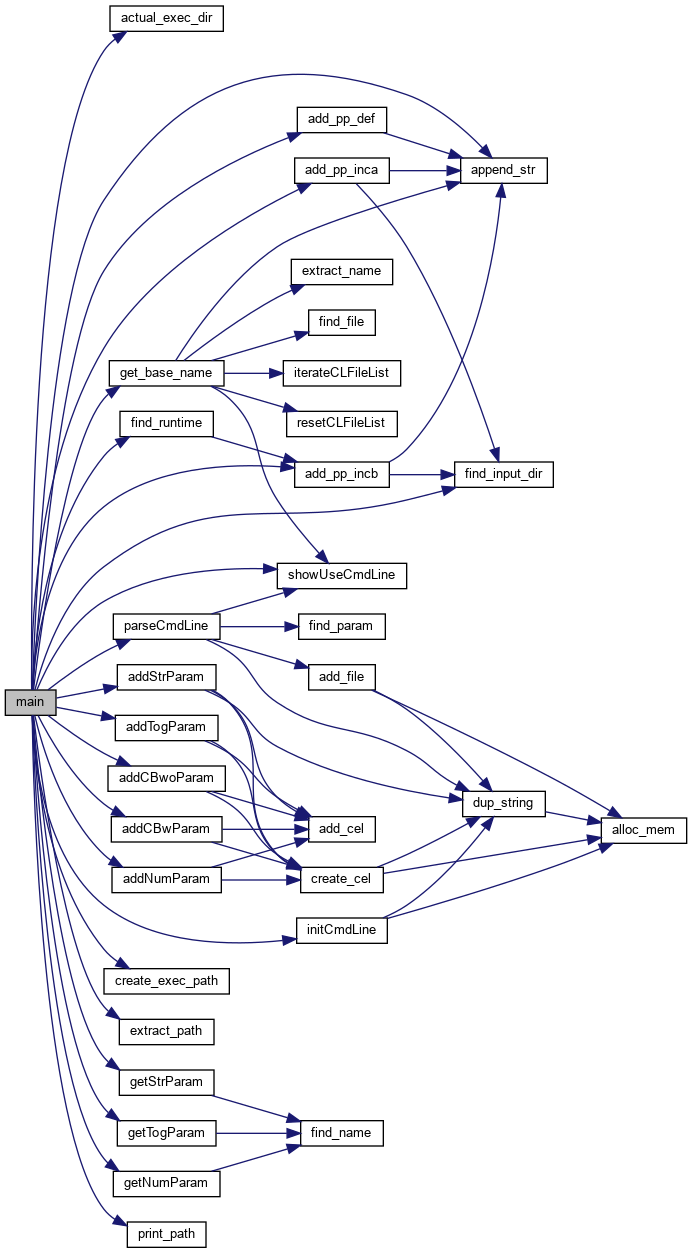 actual_exec_dir
add_pp_def
add_pp_inca
append_str
extract_name
find_file
get_base_name
iterateCLFileList
find_runtime
resetCLFileList
add_pp_incb
find_input_dir
showUseCmdLine
parseCmdLine
find_param
addStrParam
add_file
main
addTogParam
addCBwoParam
dup_string
addCBwParam
add_cel
alloc_mem
addNumParam
create_cel
initCmdLine
create_exec_path
extract_path
getStrParam
getTogParam
find_name
getNumParam
print_path